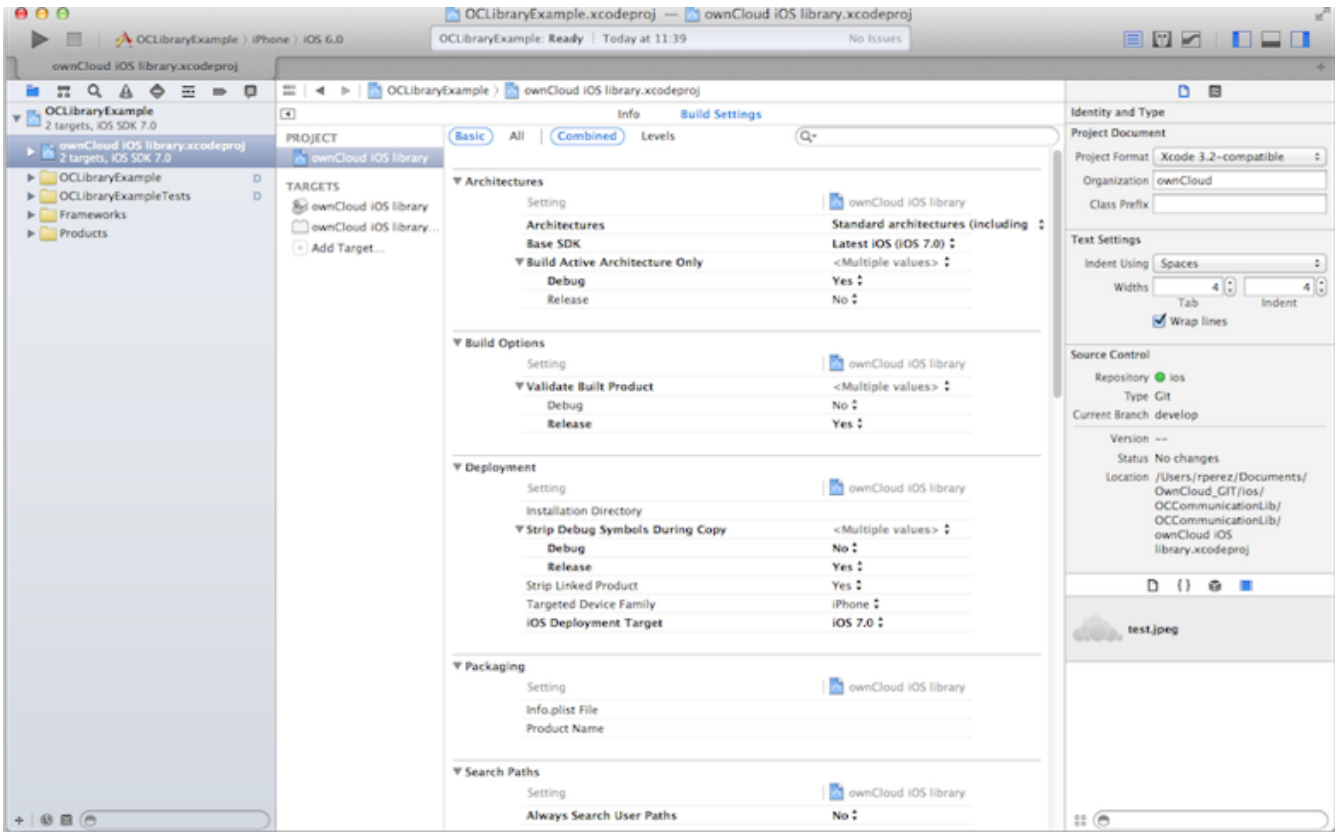 OCLibraryExample.xcodeproj — ownCloud iOS library.xcodeproj
OCLibraryExample 〉 iPhone 〉 iOS 6.0
OCLibraryExample: Ready | Today at 11:39
No Issues
ownCloud iOS library.xcodeproj
OCLibraryExample
2 targets, iOS SDK 7.0
ownCloud iOS library.xcodeproj
2 targets, iOS SDK 7.0
OCLibraryExample D
OCLibraryExampleTests D
Frameworks
Products
OCLibraryExample 〉 ownCloud iOS library.xcodeproj
Info Build Settings
PROJECT
ownCloud iOS library
TARGETS
ownCloud iOS library
ownCloud iOS library...
Add Target...
Basic All Combined Levels
Architectures
Setting ownCloud iOS library
Architectures Standard architectures (including
Base SDK Latest iOS (iOS 7.0)
Build Active Architecture Only <Multiple values>
Debug Yes
Release No
Build Options
Setting ownCloud iOS library
Validate Built Product <Multiple values>
Debug No
Release Yes
Deployment
Setting ownCloud iOS library
Installation Directory
Strip Debug Symbols During Copy <Multiple values>
Debug No
Release Yes
Strip Linked Product Yes
Targeted Device Family iPhone
iOS Deployment Target iOS 7.0
Packaging
Setting ownCloud iOS library
Info.plist File
Product Name
Search Paths
Setting ownCloud iOS library
Always Search User Paths No
Identity and Type
Project Document
Project Format Xcode 3.2-compatible
Organization ownCloud
Class Prefix
Text Settings
Indent Using Spaces
Widths 4 4
Tab Indent
Wrap lines
Source Control
Repository ios
Type Git
Current Branch develop
Version --
Status No changes
Location /Users/rperez/Documents/
OwnCloud_GIT/ios/
OCCommunicationLib/
OCCommunicationLib/
ownCloud iOS
library.xcodeproj
test.jpeg